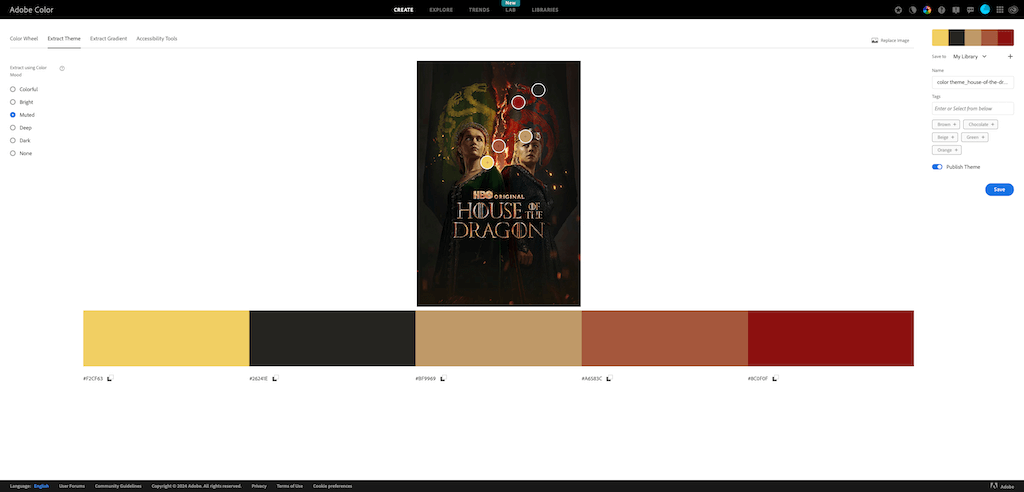 Adobe Color
CREATE
EXPLORE
TRENDS
New
LAB
LIBRARIES
Color Wheel
Extract Theme
Extract Gradient
Accessibility Tools
Replace Image
Extract using Color
Mood
Colorful
Bright
Muted
Deep
Dark
None
HBO ORIGINAL
HOUSE OF THE
DRAGON
Save to
My Library
Name
color theme_house-of-the-dr...
Tags
Enter or Select from below
Brown +
Chocolate +
Beige +
Green +
Orange +
Publish Theme
Save
#F2CF63
#26241E
#BF9969
#A6583C
#8C0F0F
Language: English
User Forums
Community Guidelines
Copyright © 2024 Adobe. All rights reserved.
Privacy
Terms of Use
Cookie preferences
Adobe